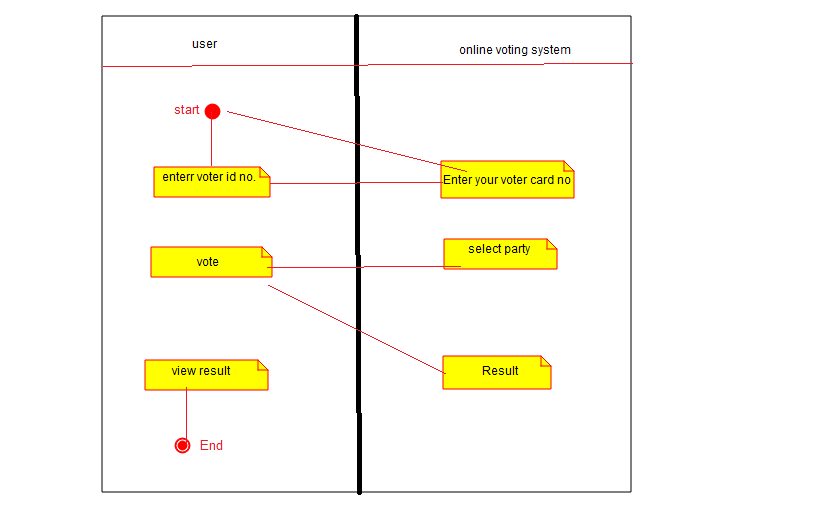 user
online voting system
start
enterr voter id no.
Enter your voter card no
vote
select party
view result
Result
End